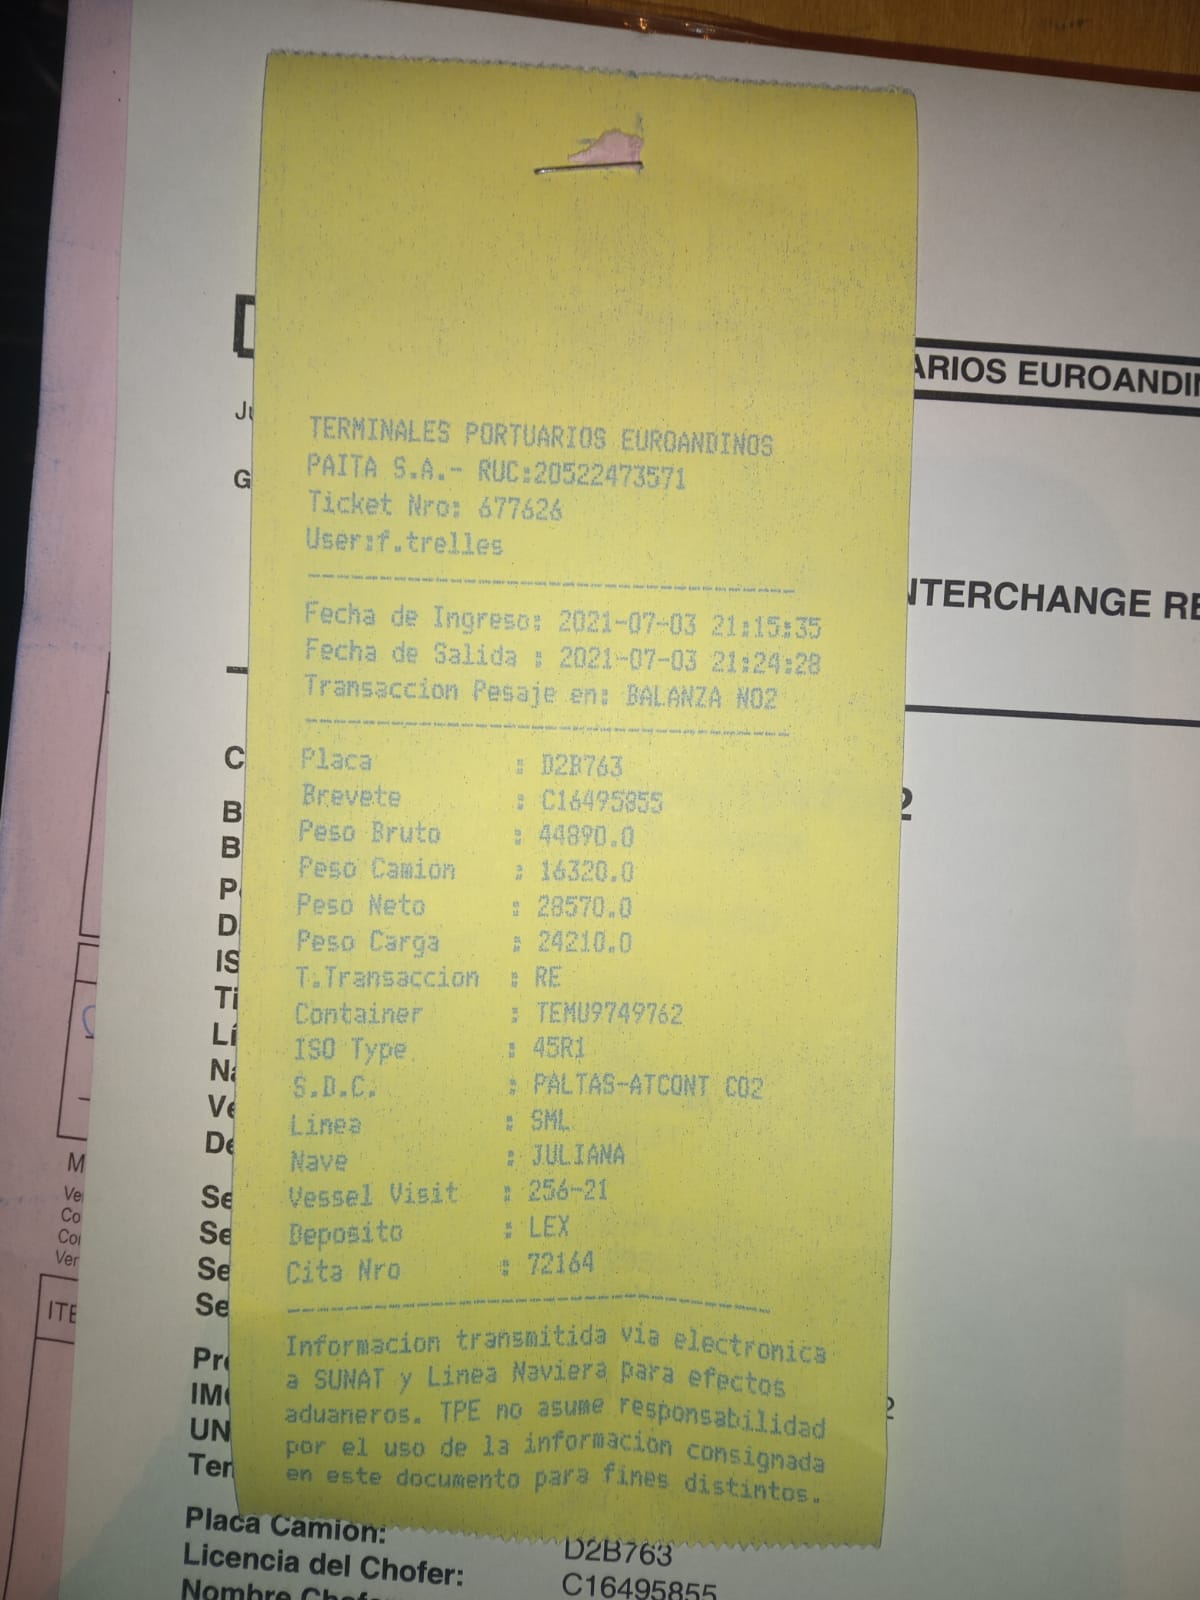 TERMINALES PORTUARIOS EUROANDINOS
PAITA S.A.- RUC:20522473571
Ticket Nro: 677626
User:f.trelles
Fecha de Ingreso: 2021-07-03 21:15:35
Fecha de Salida : 2021-07-03 21:24:28
Transaccion Pesaje en: BALANZA NO2
Placa : D2B763
Brevete : C16495855
Peso Bruto : 44890.0
Peso Camion : 16320.0
Peso Neto : 28570.0
Peso Carga : 24210.0
T.Transaccion : RE
Container : TEMU9749762
ISO Type : 45R1
S.D.C. : PALTAS-ATCONT CO2
Linea : SML
Nave : JULIANA
Vessel Visit : 256-21
Deposito : LEX
Cita Nro : 72164
Informacion transmitida via electronica
a SUNAT y Linea Naviera para efectos
aduaneros. TPE no asume responsabilidad
por el uso de la informacion consignada
en este documento para fines distintos.
ARIOS EUROANDIN
NTERCHANGE RE
2
Placa Camion: D2B763
Licencia del Chofer: C16495855
Nombre